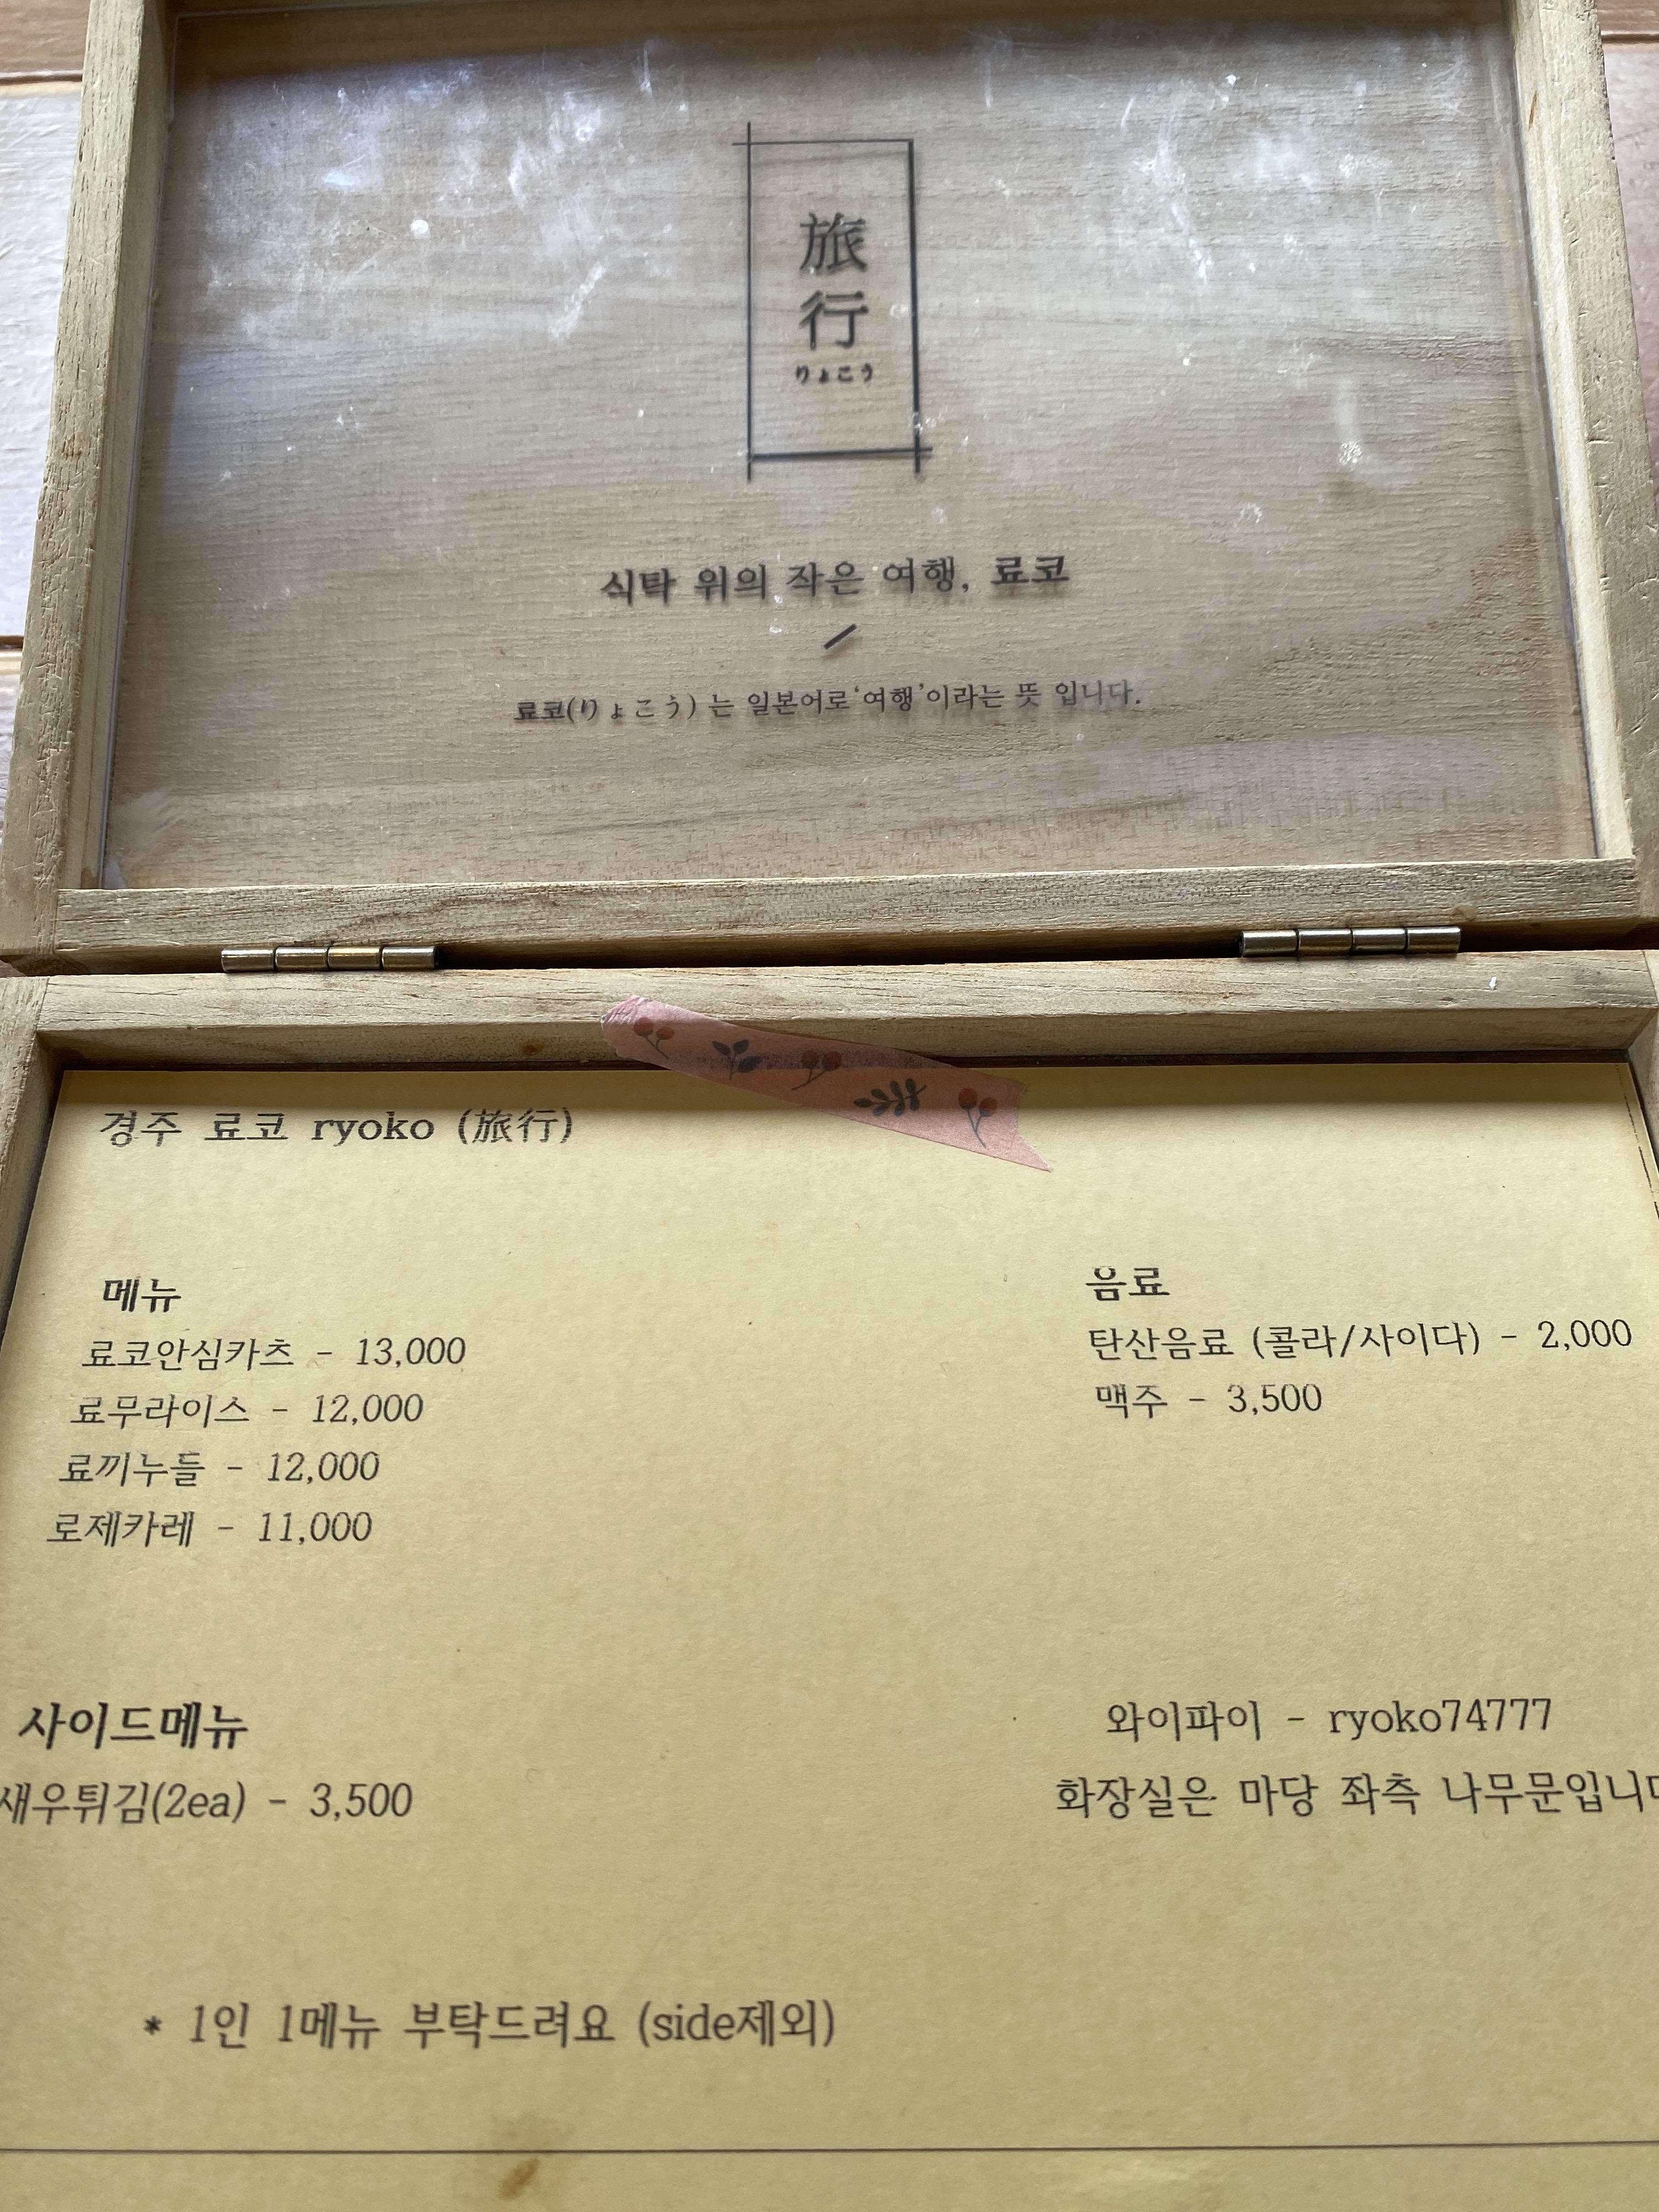 旅
行
りょこう
식탁 위의 작은 여행, 료코
료코(りょこう) 는 일본어로 '여행'이라는 뜻 입니다.
경주 료코 ryoko (旅行)
메뉴
료코안심카츠 - 13,000
료무라이스 - 12,000
료끼누들 - 12,000
로제카레 - 11,000
음료
탄산음료 (콜라/사이다) - 2,000
맥주 - 3,500
사이드메뉴
새우튀김(2ea) - 3,500
와이파이 - ryoko74777
화장실은 마당 좌측 나무문입니
* 1인 1메뉴 부탁드려요 (side제외)